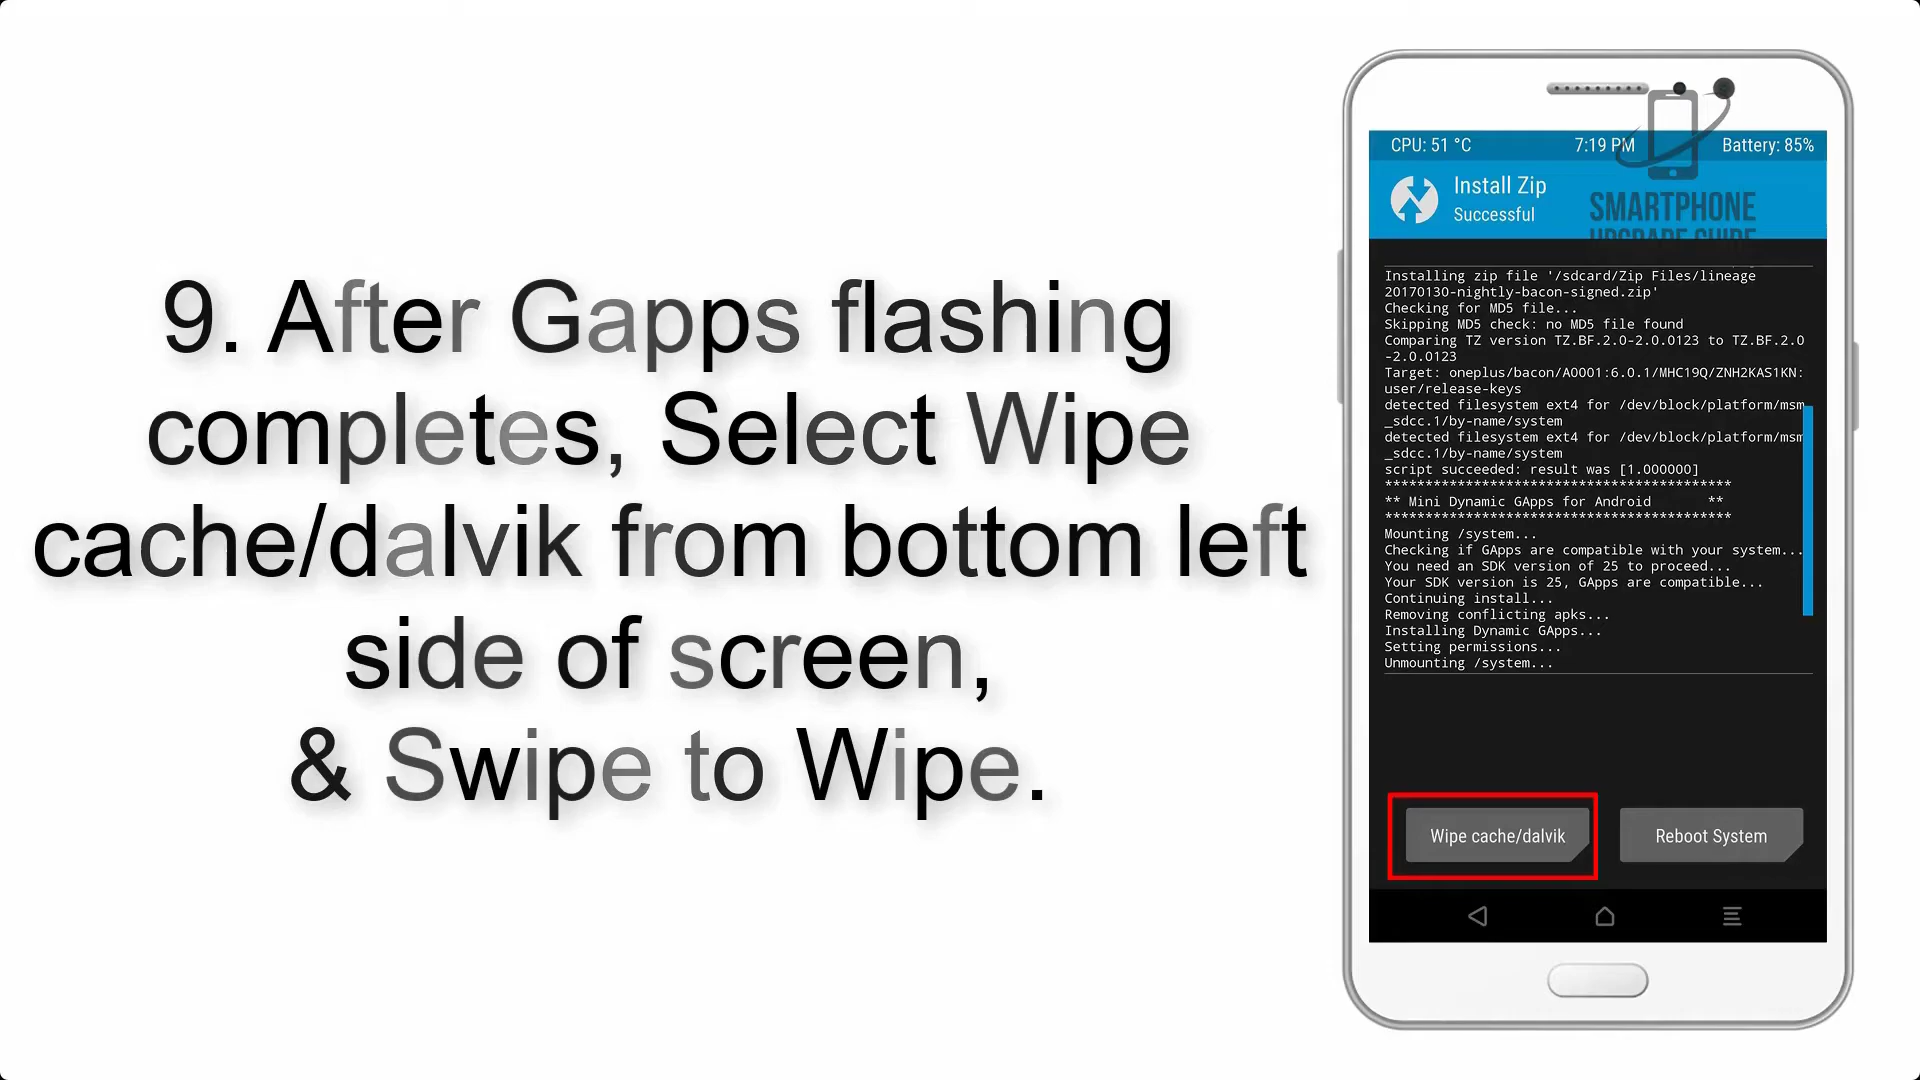 9. After Gapps flashing
completes, Select Wipe
cache/dalvik from bottom left
side of screen,
& Swipe to Wipe.
CPU: 51 °C 7:19 PM Battery: 85%
Install Zip
Successful
SMARTPHONE
UPGRADE GUIDE
Installing zip file '/sdcard/Zip Files/lineage
20170130-nightly-bacon-signed.zip'
Checking for MD5 file...
Skipping MD5 check: no MD5 file found
Comparing TZ version TZ.BF.2.0-2.0.0123 to TZ.BF.2.0
-2.0.0123
Target: oneplus/bacon/A0001:6.0.1/MHC19Q/ZNH2KAS1KN:
user/release-keys
detected filesystem ext4 for /dev/block/platform/msm
_sdcc.1/by-name/system
detected filesystem ext4 for /dev/block/platform/msm
_sdcc.1/by-name/system
script succeeded: result was [1.000000]
*******************************************
** Mini Dynamic GApps for Android **
*******************************************
Mounting /system...
Checking if GApps are compatible with your system...
You need an SDK version of 25 to proceed...
Your SDK version is 25, GApps are compatible...
Continuing install...
Removing conflicting apks...
Installing Dynamic GApps...
Setting permissions...
Unmounting /system...
Wipe cache/dalvik
Reboot System